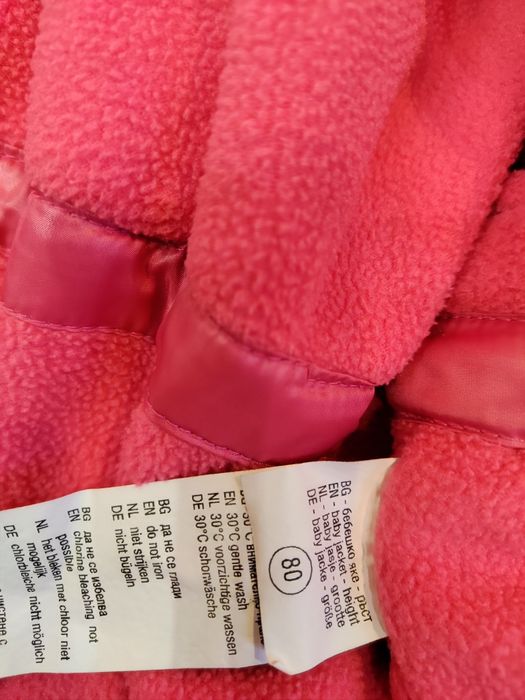 BG - бебешко яке - ръст
EN - baby jacket - height
NL - baby jasje - grootte
DE - baby jacke - größe
80
30°C
EN 30°C gentle wash
NL 30°C voorzichtige wassen
DE 30°C schonwäsche
BG да не се глади
EN do not iron
NL niet strijken
DE nicht bügeln
BG да не се избелва
EN chlorine bleaching not
possible
NL het bleken met chloor niet
mogelijk
DE chlorbleiche nicht möglich
чистене с